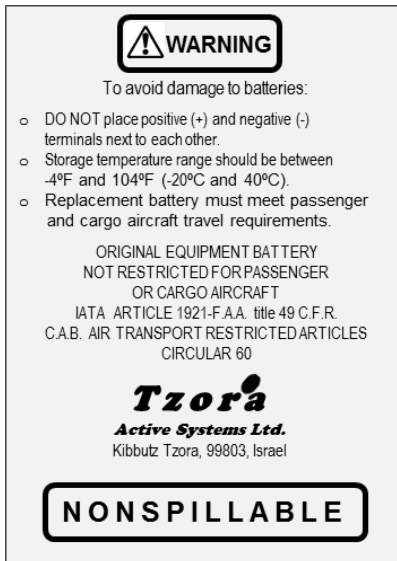 WARNING
To avoid damage to batteries:
o DO NOT place positive (+) and negative (-)
terminals next to each other.
o Storage temperature range should be between
-4ºF and 104ºF (-20ºC and 40ºC).
o Replacement battery must meet passenger
and cargo aircraft travel requirements.
ORIGINAL EQUIPMENT BATTERY
NOT RESTRICTED FOR PASSENGER
OR CARGO AIRCRAFT
IATA ARTICLE 1921-F.A.A. title 49 C.F.R.
C.A.B. AIR TRANSPORT RESTRICTED ARTICLES
CIRCULAR 60
Tzora
Active Systems Ltd.
Kibbutz Tzora, 99803, Israel
NONSPILLABLE